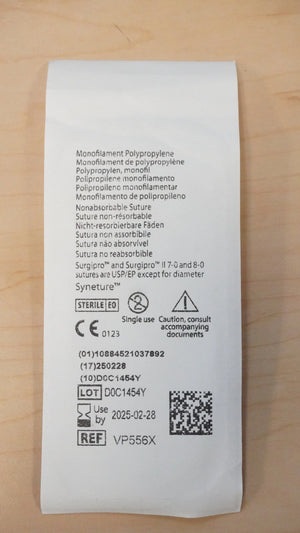 Monofilament Polypropylene
Monofilament de polypropylène
Polypropylen, monofil
Polipropilene monofilamento
Polipropileno monofilamentar
Monofilamento de polipropileno
Nonabsorbable Suture
Suture non-résorbable
Nicht-resorbierbare Fäden
Sutura non assorbibile
Sutura não absorvível
Sutura no reabsorbible
Surgipro™ and Surgipro™ II 7-0 and 8-0
sutures are USP/EP except for diameter
Syneture™
STERILE EO
2
Single use
Caution, consult
accompanying
documents
CE 0123
(01)10884521037892
(17)250228
(10)D0C1454Y
LOT D0C1454Y
Use
by 2025-02-28
REF VP556X